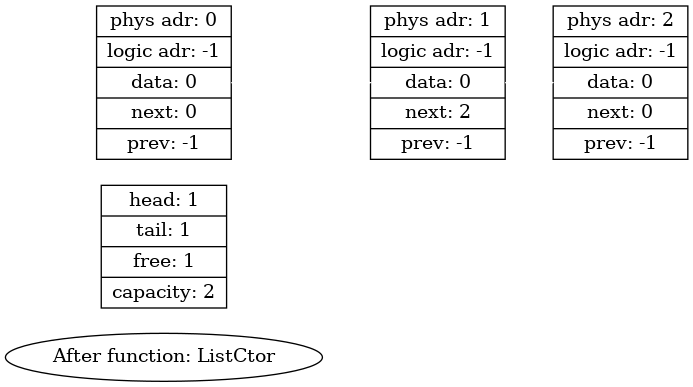 phys adr: 0
logic adr: -1
data: 0
next: 0
prev: -1
phys adr: 1
logic adr: -1
data: 0
next: 2
prev: -1
phys adr: 2
logic adr: -1
data: 0
next: 0
prev: -1
head: 1
tail: 1
free: 1
capacity: 2
After function: ListCtor